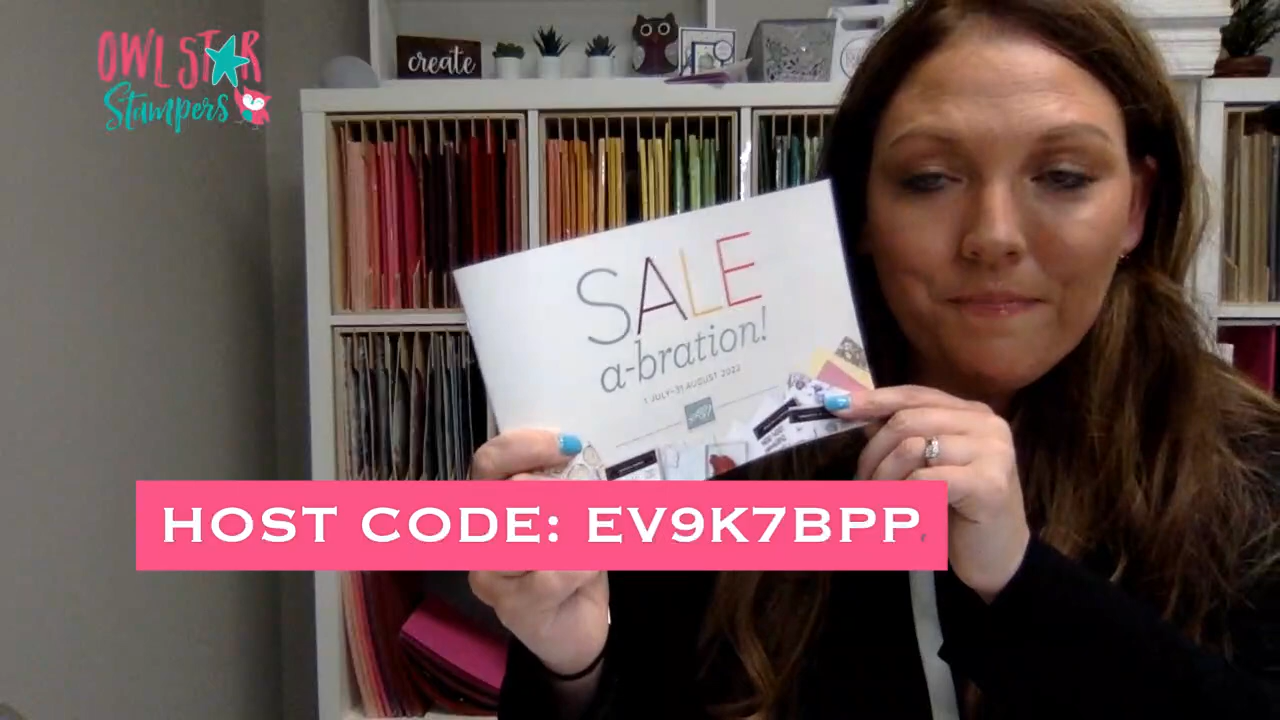 OWL STAR
Stampers
create
SALE
a-bration!
1 JULY–31 AUGUST 2022
HOST CODE: EV9K7BPP